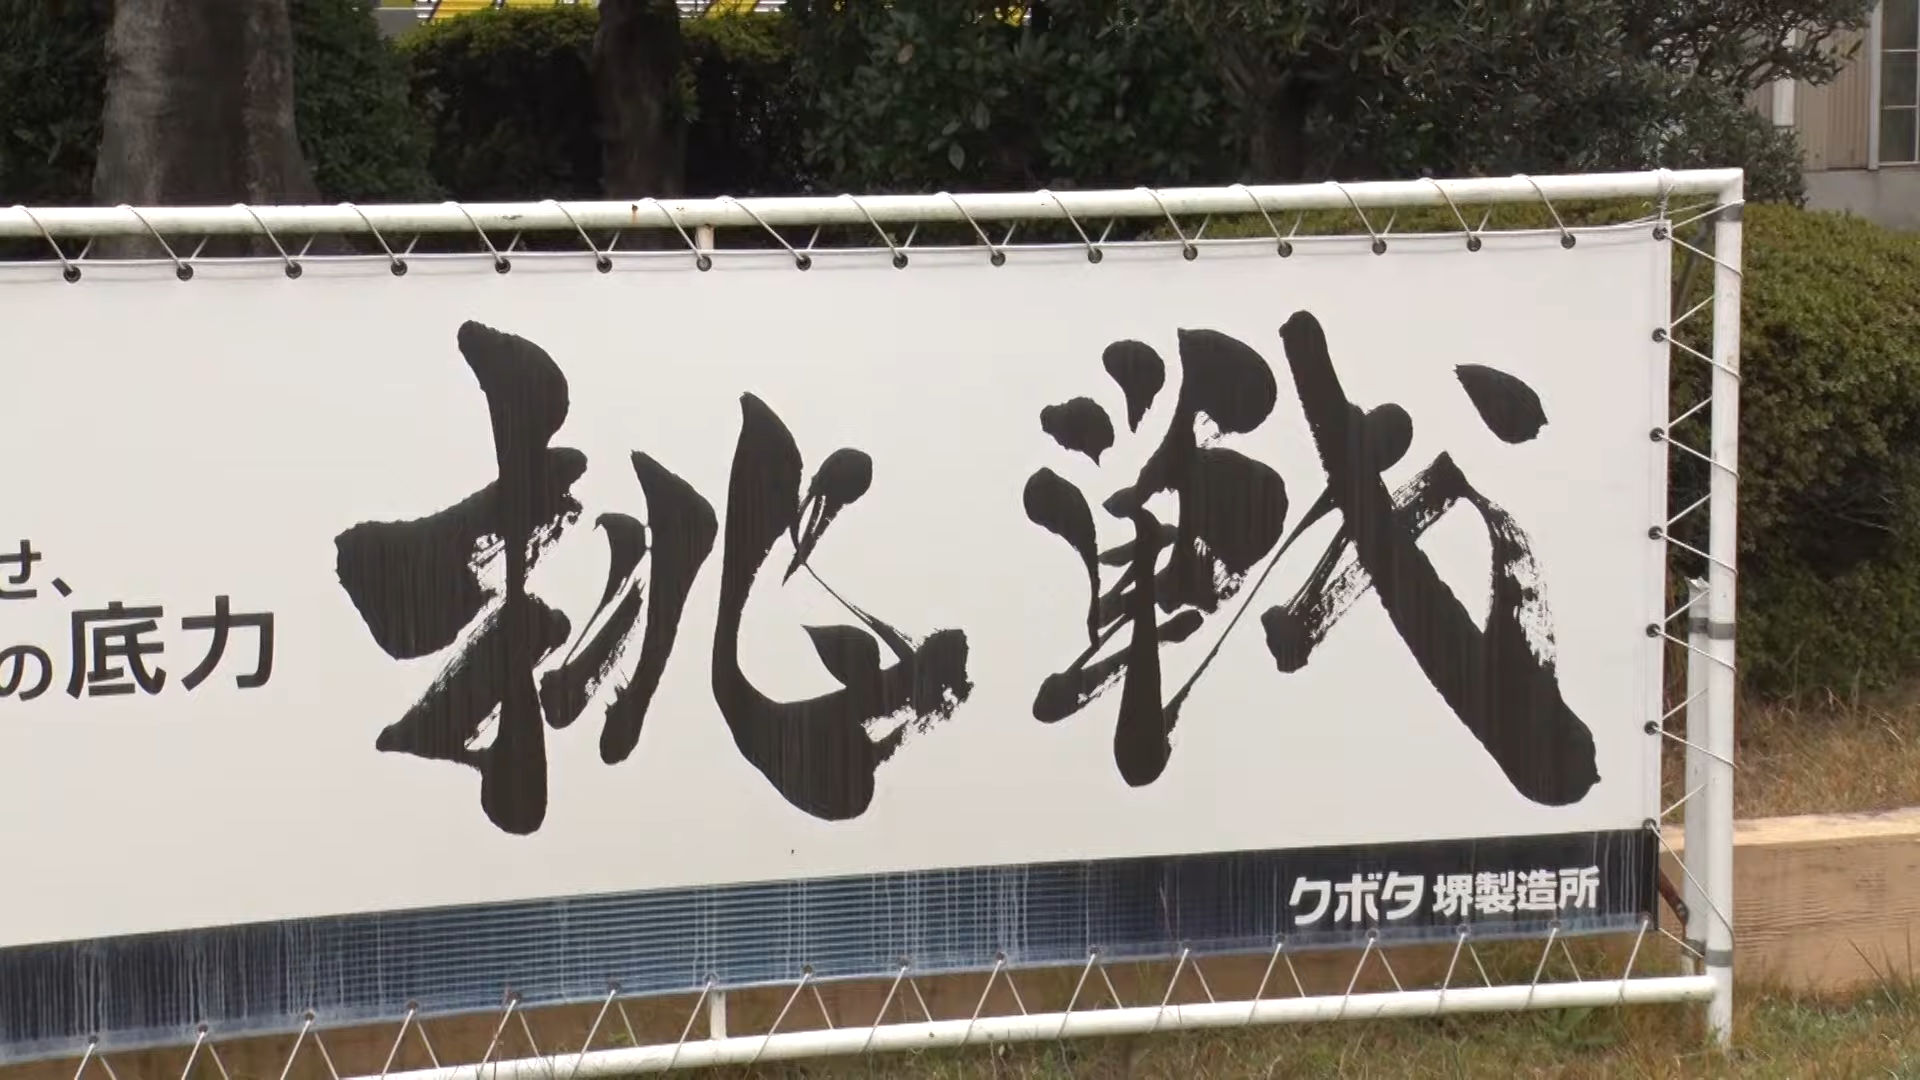 せ、
の底力
挑戦
クボタ 堺製造所